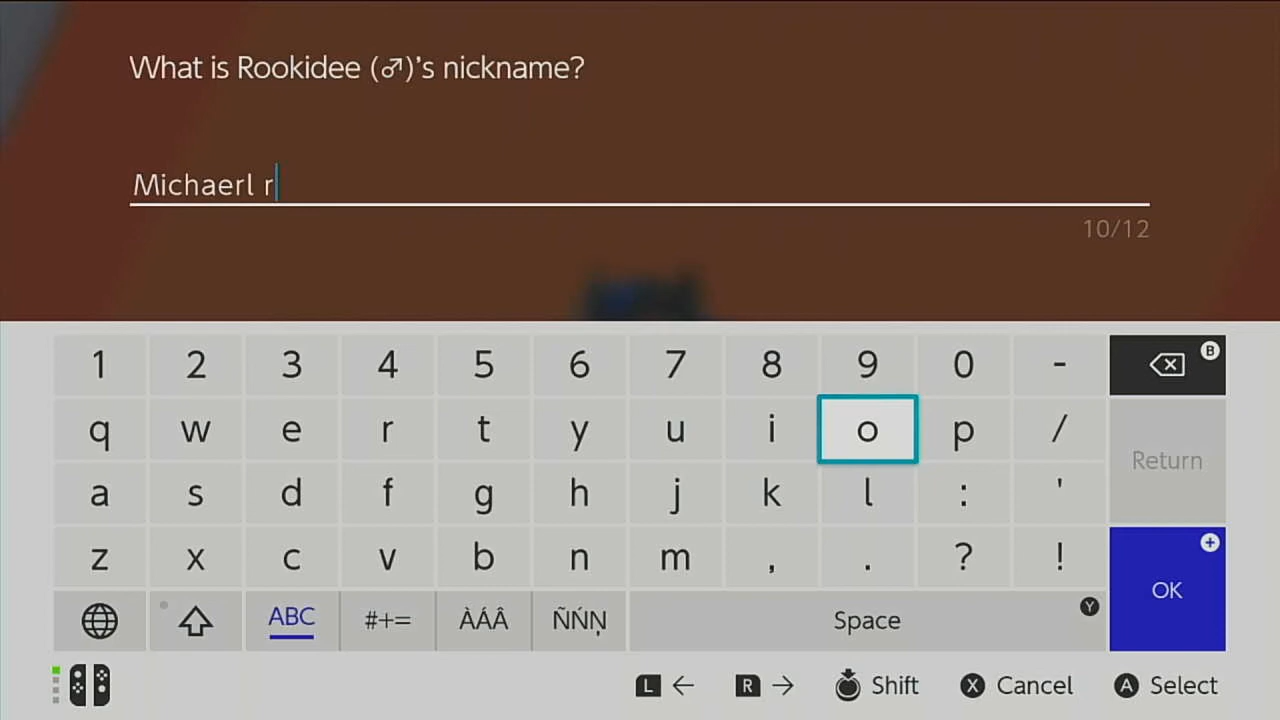 What is Rookidee (♂)'s nickname?
Michaerl r
10/12
1 2 3 4 5 6 7 8 9 0 - B
q w e r t y u i o p /
Return
a s d f g h j k l : '
z x c v b n m , . ? ! +
OK
ABC #+= ÀÁÂ ÑŃŅ Space Y
L ← R → Shift X Cancel A Select